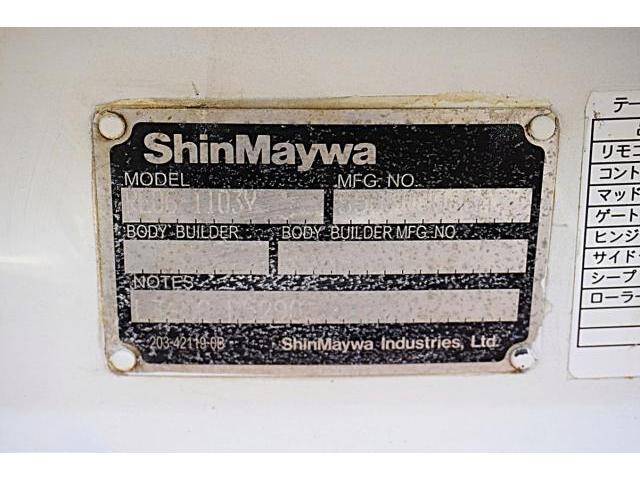 ShinMaywa
MODEL
MFG. NO.
1103Y
BODY BUILDER
BODY BUILDER MFG. NO.
NOTES
203-42119-0B
ShinMaywa Industries, Ltd.
テー
リモコ
コント
マッド
ゲート
ヒンジ
サイド
シープ
ローラ